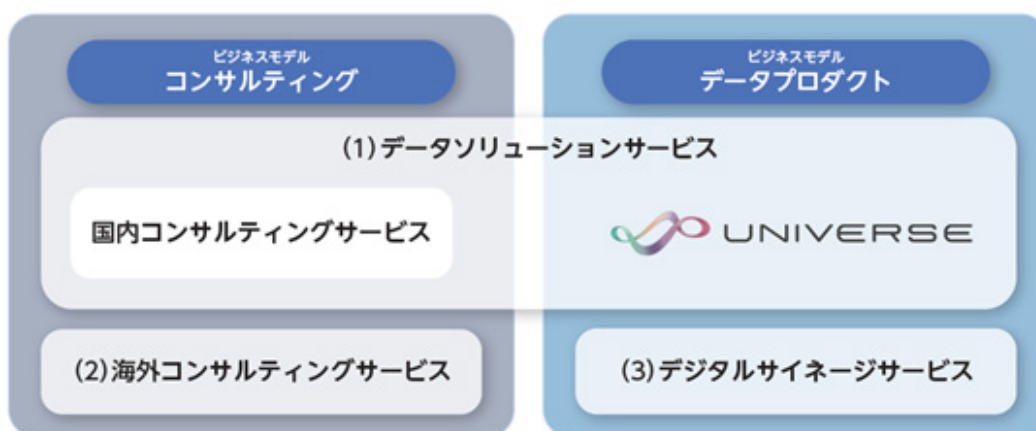 ビジネスモデル
コンサルティング
ビジネスモデル
データプロダクト
(1)データソリューションサービス
国内コンサルティングサービス
UNIVERSE
(2)海外コンサルティングサービス
(3)デジタルサイネージサービス